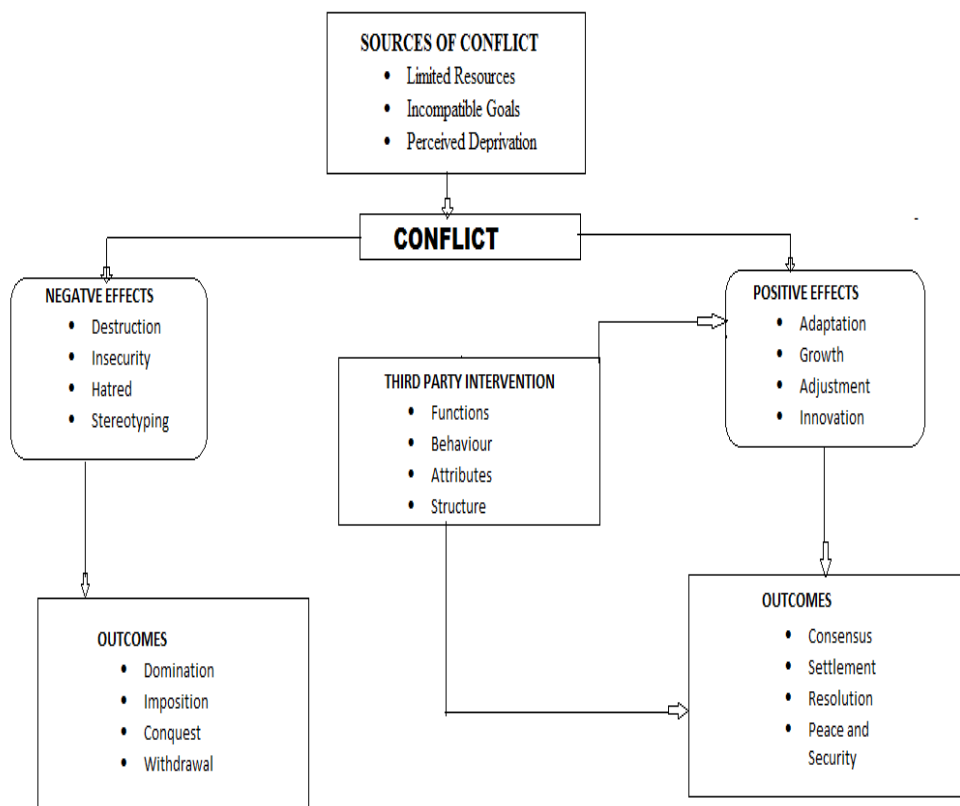 SOURCES OF CONFLICT
• Limited Resources
• Incompatible Goals
• Perceived Deprivation
CONFLICT
NEGATVE EFFECTS
• Destruction
• Insecurity
• Hatred
• Stereotyping
POSITIVE EFFECTS
• Adaptation
• Growth
• Adjustment
• Innovation
THIRD PARTY INTERVENTION
• Functions
• Behaviour
• Attributes
• Structure
OUTCOMES
• Domination
• Imposition
• Conquest
• Withdrawal
OUTCOMES
• Consensus
• Settlement
• Resolution
• Peace and
Security